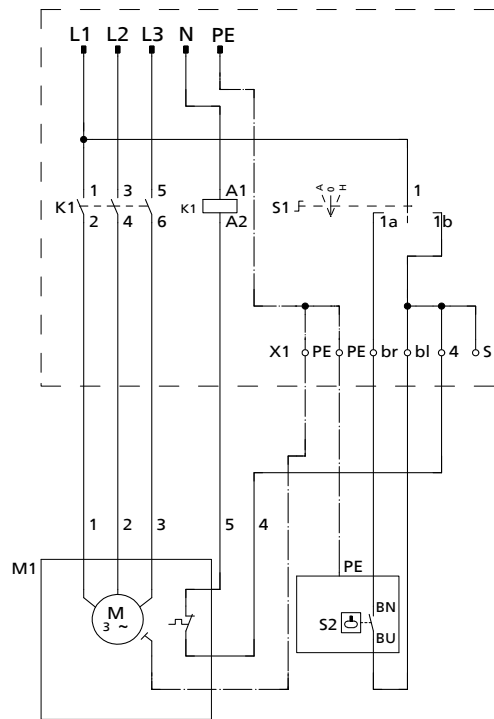 L1 L2 L3 N PE
1 3 5 A1
K1 K1 S1 A 0 H 1
2 4 6 A2 1a 1b
X1 PE PE br bl 4 S
1 2 3 5 4
M1 PE
M
3 ~
S2 BN
BU